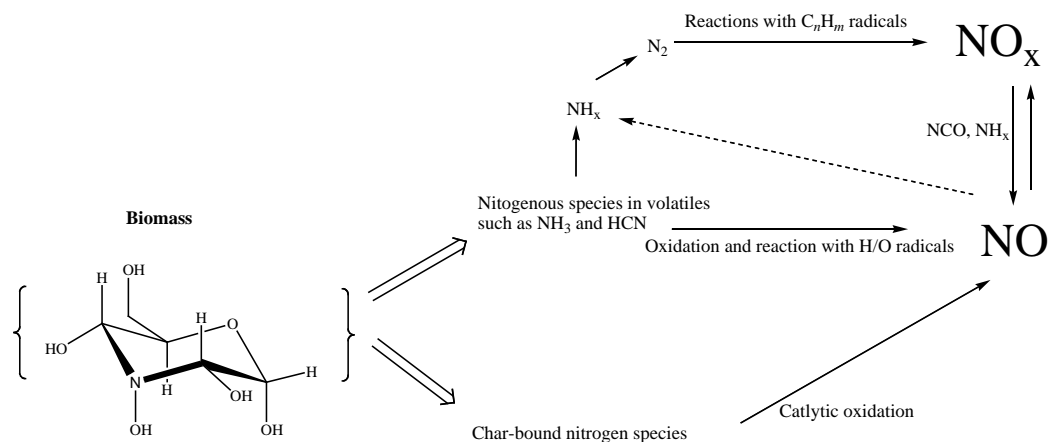 Reactions with CnHm radicals
N2
NOx
NHx
NCO, NHx
Biomass
Nitogenous species in volatiles
such as NH3 and HCN
NO
Oxidation and reaction with H/O radicals
OH
H
H
O
HO
H
H
N
OH
OH
OH
Catlytic oxidation
Char-bound nitrogen species